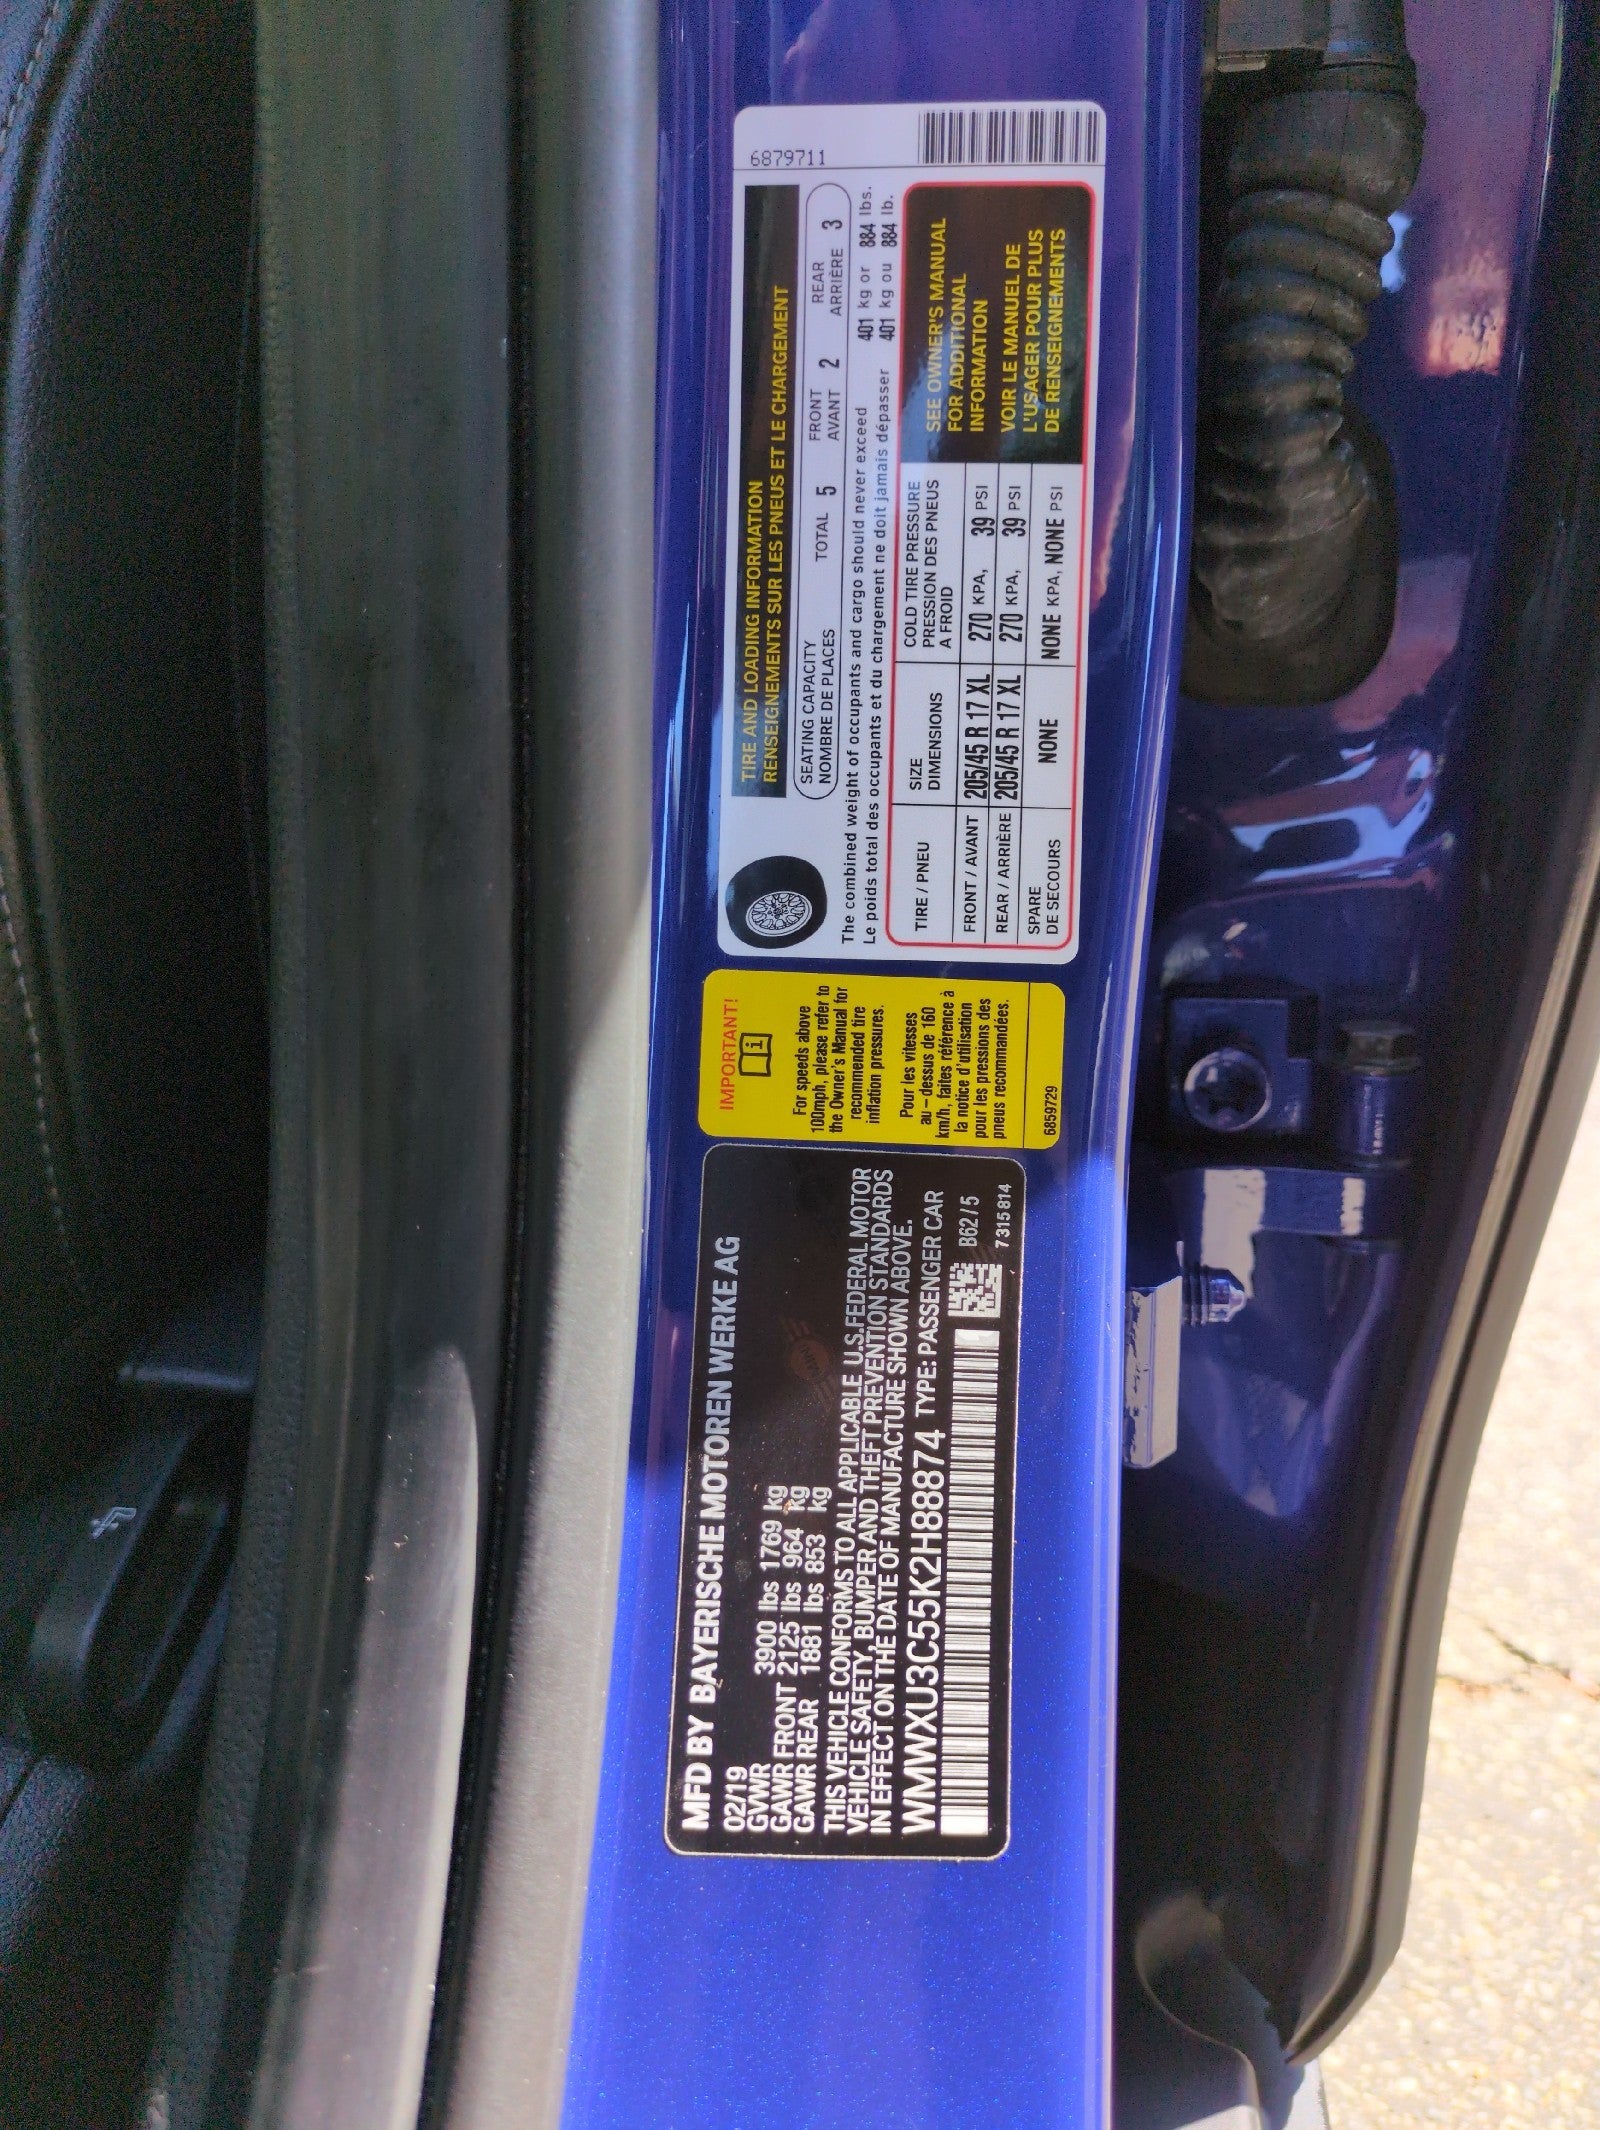 MFD BY BAYERISCHE MOTOREN WERKE AG
02/19
GVWR 3900 lbs 1769 kg
GAWR FRONT 2125 lbs 964 kg
GAWR REAR 1881 lbs 853 kg
THIS VEHICLE CONFORMS TO ALL APPLICABLE U.S.FEDERAL MOTOR
VEHICLE SAFETY, BUMPER AND THEFT PREVENTION STANDARDS
IN EFFECT ON THE DATE OF MANUFACTURE SHOWN ABOVE.
WMWXU3C55K2H88874 TYPE: PASSENGER CAR
B62 / 5
7 315 814
MINI
IMPORTANT!
i
For speeds above
100mph, please refer to
the Owner's Manual for
recommended tire
inflation pressures.
Pour les vitesses
au – dessus de 160
km/h, faites référence à
la notice d'utilisation
pour les pressions des
pneus recommandées.
6859729
TIRE AND LOADING INFORMATION
RENSEIGNEMENTS SUR LES PNEUS ET LE CHARGEMENT
6879711
SEATING CAPACITY
NOMBRE DE PLACES
TOTAL 5
FRONT
AVANT 2
REAR
ARRIÈRE 3
The combined weight of occupants and cargo should never exceed 401 kg or 884 lbs.
Le poids total des occupants et du chargement ne doit jamais dépasser 401 kg ou 884 lb.
TIRE / PNEU
SIZE
DIMENSIONS
COLD TIRE PRESSURE
PRESSION DES PNEUS
A FROID
FRONT / AVANT 205/45 R 17 XL 270 KPA, 39 PSI
REAR / ARRIÈRE 205/45 R 17 XL 270 KPA, 39 PSI
SPARE
DE SECOURS NONE NONE KPA, NONE PSI
SEE OWNER'S MANUAL
FOR ADDITIONAL
INFORMATION
VOIR LE MANUEL DE
L'USAGER POUR PLUS
DE RENSEIGNEMENTS